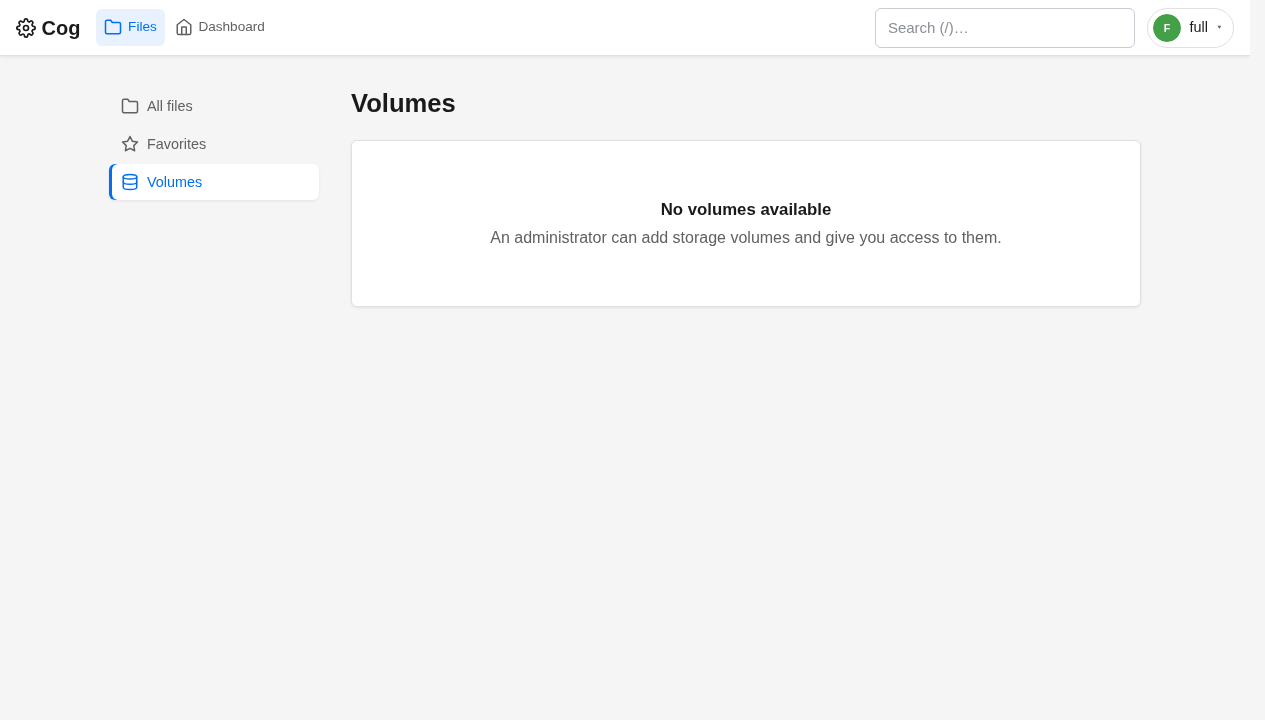 Cog
Files
Dashboard
Search (/)…
F
full
All files
Favorites
Volumes
Volumes
No volumes available
An administrator can add storage volumes and give you access to them.